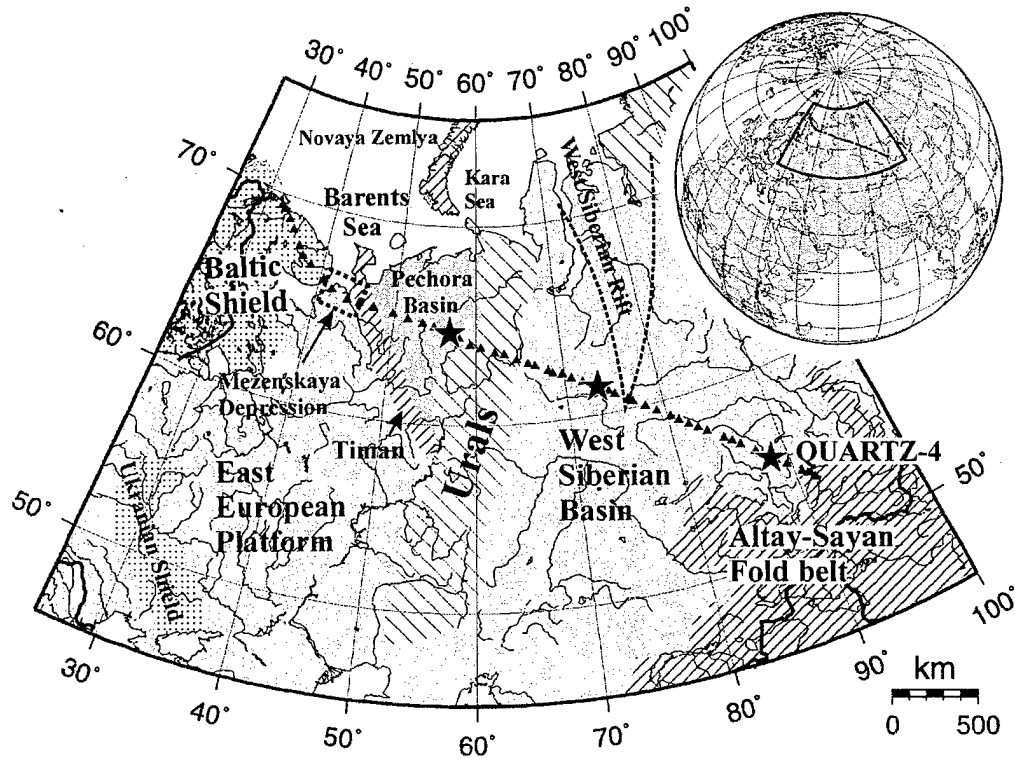 30° 40° 50° 60° 70° 80° 90° 100°
Novaya Zemlya
70°
Kara
Sea
Barents
Sea
West Siberian Rift
Baltic
Shield
Pechora
Basin
60°
Mezenskaya
Depression
Timan
Urals
West
Siberian
Basin
QUARTZ-4
50°
East
European
Platform
Ukranian Shield
50°
Altay-Sayan
Fold belt
100°
90°
km
0 500
30°
40°
50°
60°
70°
80°